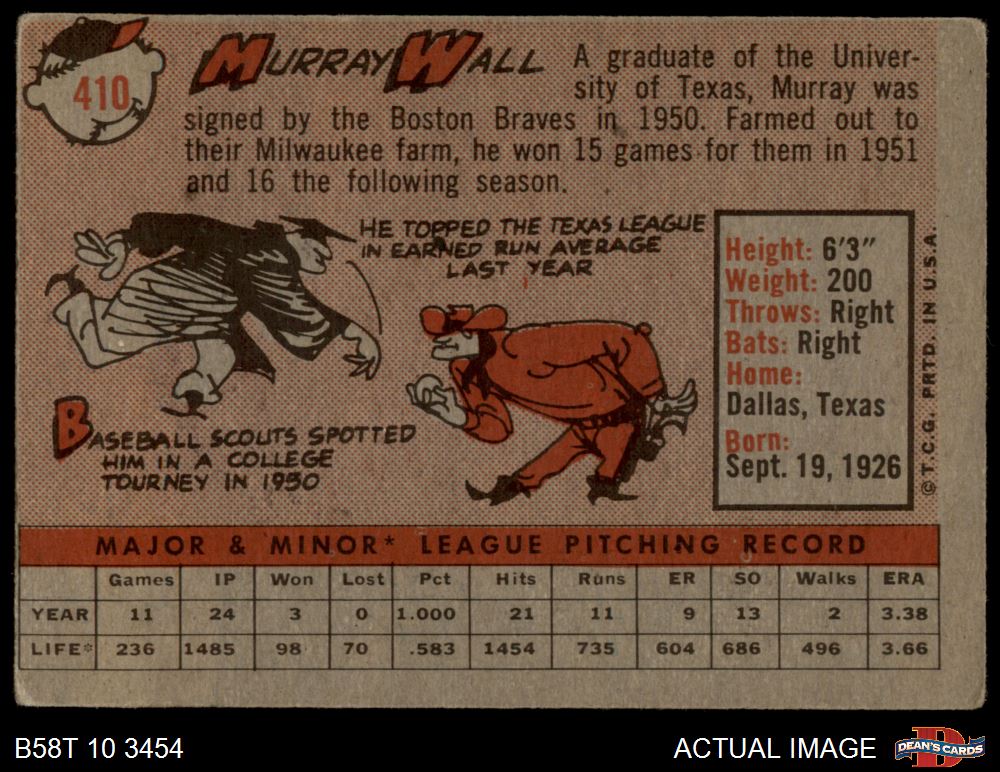 410
MURRAY WALL
A graduate of the Univer-
sity of Texas, Murray was
signed by the Boston Braves in 1950. Farmed out to
their Milwaukee farm, he won 15 games for them in 1951
and 16 the following season.
HE TOPPED THE TEXAS LEAGUE
IN EARNED RUN AVERAGE
LAST YEAR
BASEBALL SCOUTS SPOTTED
HIM IN A COLLEGE
TOURNEY IN 1950
Height: 6'3"
Weight: 200
Throws: Right
Bats: Right
Home:
Dallas, Texas
Born:
Sept. 19, 1926
© T.C.G. PRTD. IN U.S.A.
MAJOR & MINOR* LEAGUE PITCHING RECORD
Games IP Won Lost Pct Hits Runs ER SO Walks ERA
YEAR 11 24 3 0 1.000 21 11 9 13 2 3.38
LIFE* 236 1485 98 70 .583 1454 735 604 686 496 3.66
B58T 10 3454
ACTUAL IMAGE
DEAN'S CARDS